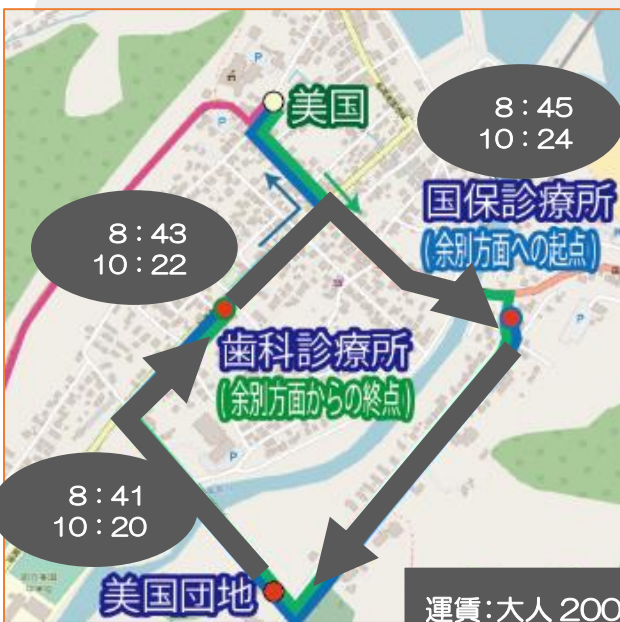 美国
8：45
10：24
国保診療所
(余別方面への起点)
8：43
10：22
歯科診療所
(余別方面からの終点)
8：41
10：20
美国団地
運賃：大人 200
P
P
P
P
P